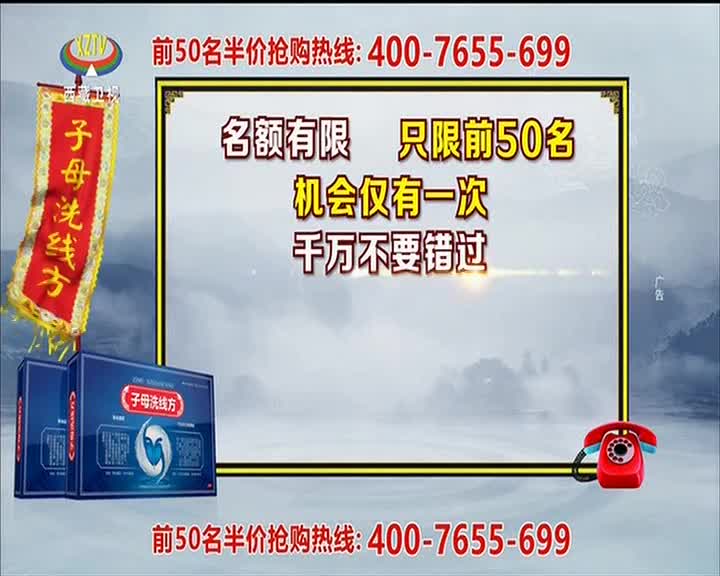 XZTV
西藏卫视
前50名半价抢购热线: 400-7655-699
子母洗线方
名额有限 只限前50名
机会仅有一次
千万不要错过
广告
子母洗线方
前50名半价抢购热线: 400-7655-699